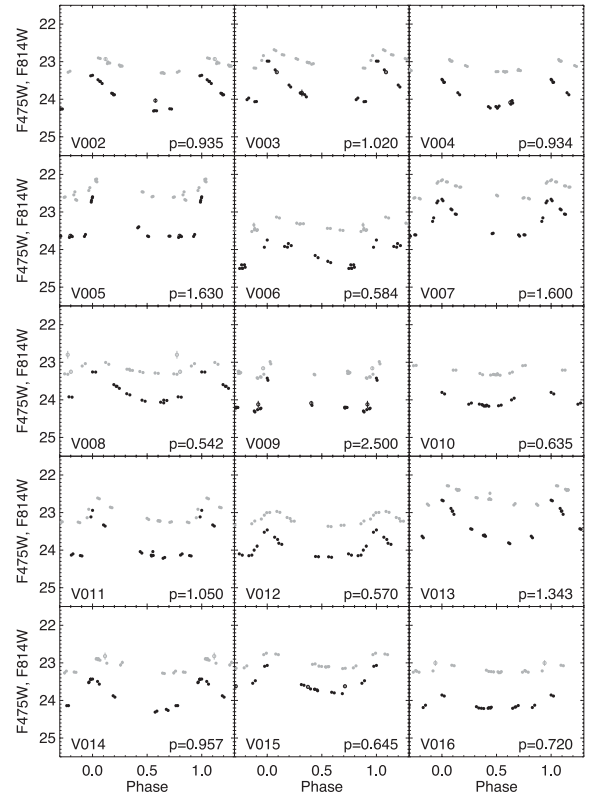 F475W, F814W
22
23
24
25
V002 p=0.935
V003 p=1.020
V004 p=0.934
F475W, F814W
22
23
24
25
V005 p=1.630
V006 p=0.584
V007 p=1.600
F475W, F814W
22
23
24
25
V008 p=0.542
V009 p=2.500
V010 p=0.635
F475W, F814W
22
23
24
25
V011 p=1.050
V012 p=0.570
V013 p=1.343
F475W, F814W
22
23
24
25
V014 p=0.957
V015 p=0.645
V016 p=0.720
0.0 0.5 1.0 0.0 0.5 1.0 0.0 0.5 1.0
Phase Phase Phase